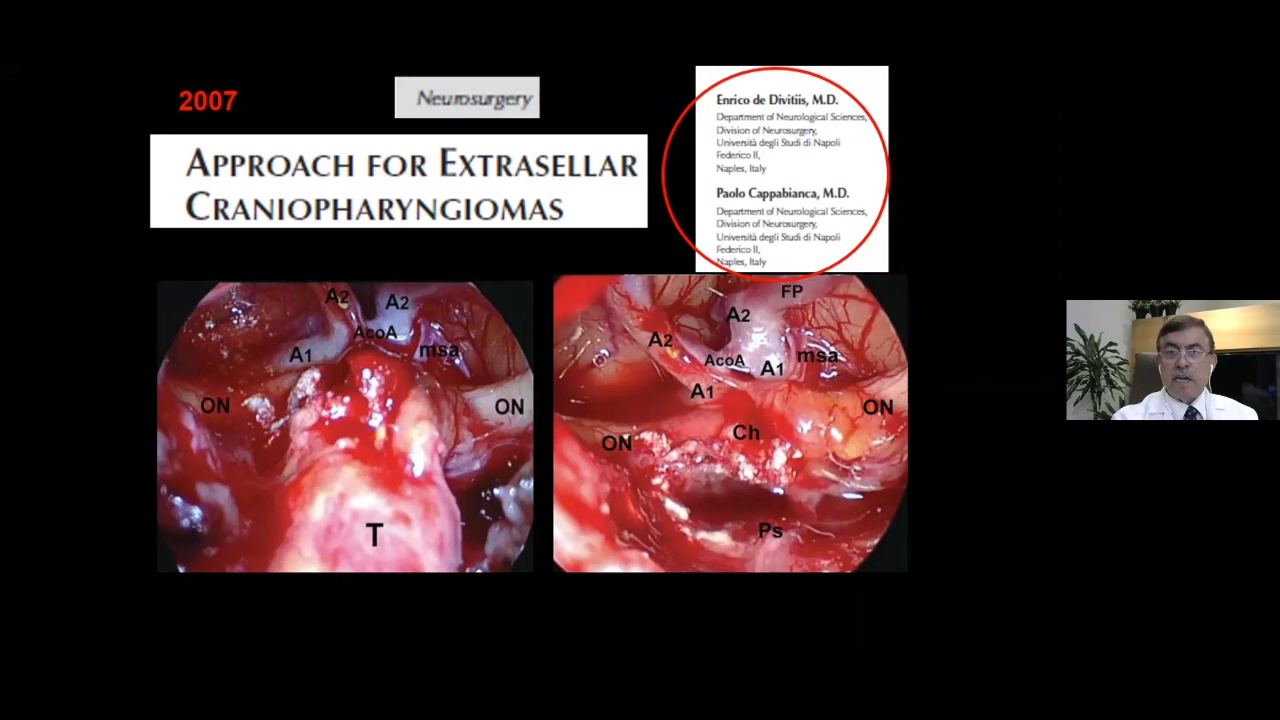 2007
Neurosurgery
APPROACH FOR EXTRASELLAR
CRANIOPHARYNGIOMAS
Enrico de Divitiis, M.D.
Department of Neurological Sciences,
Division of Neurosurgery,
Università degli Studi di Napoli
Federico II,
Naples, Italy
Paolo Cappabianca, M.D.
Department of Neurological Sciences,
Division of Neurosurgery,
Università degli Studi di Napoli
Federico II,
Naples, Italy
A2
A2
AcoA
A1
msa
ON
ON
T
FP
A2
A2
AcoA
A1
msa
A1
ON
Ch
ON
Ps